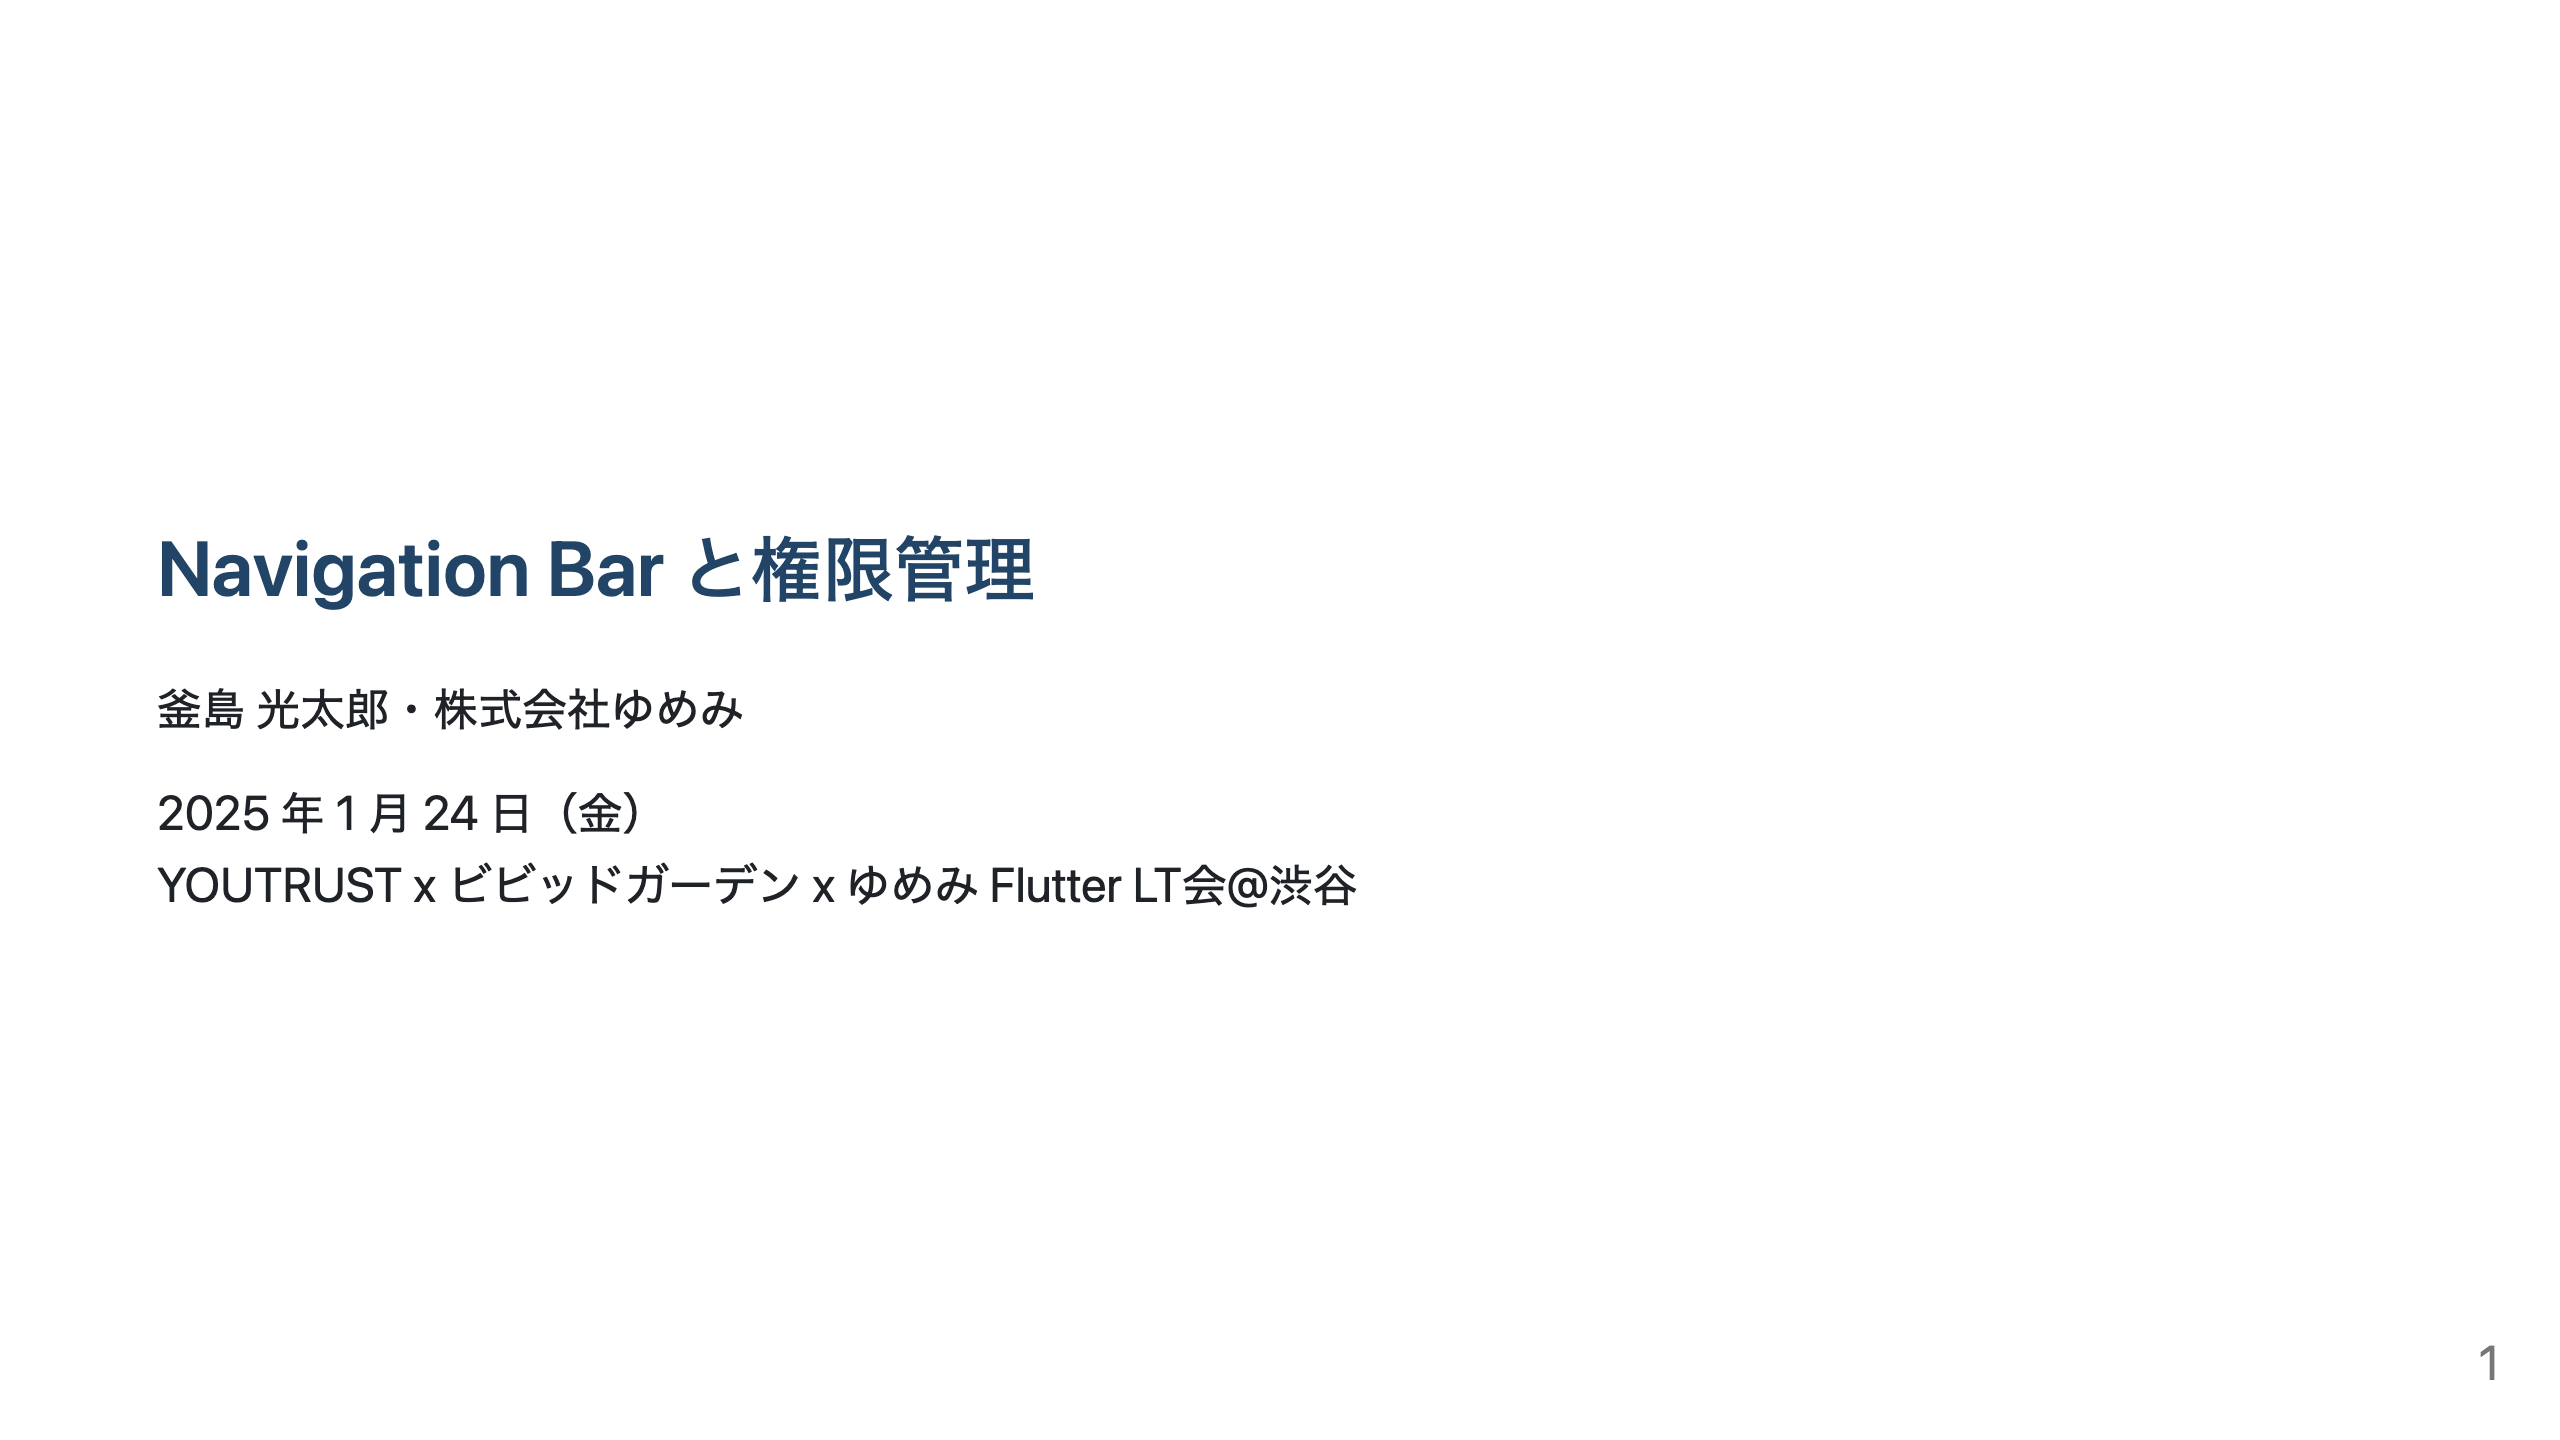 Navigation Bar と権限管理
釜島 光太郎・株式会社ゆめみ
2025 年 1 月 24 日（金）
YOUTRUST x ビビッドガーデン x ゆめみ Flutter LT会@渋谷
1